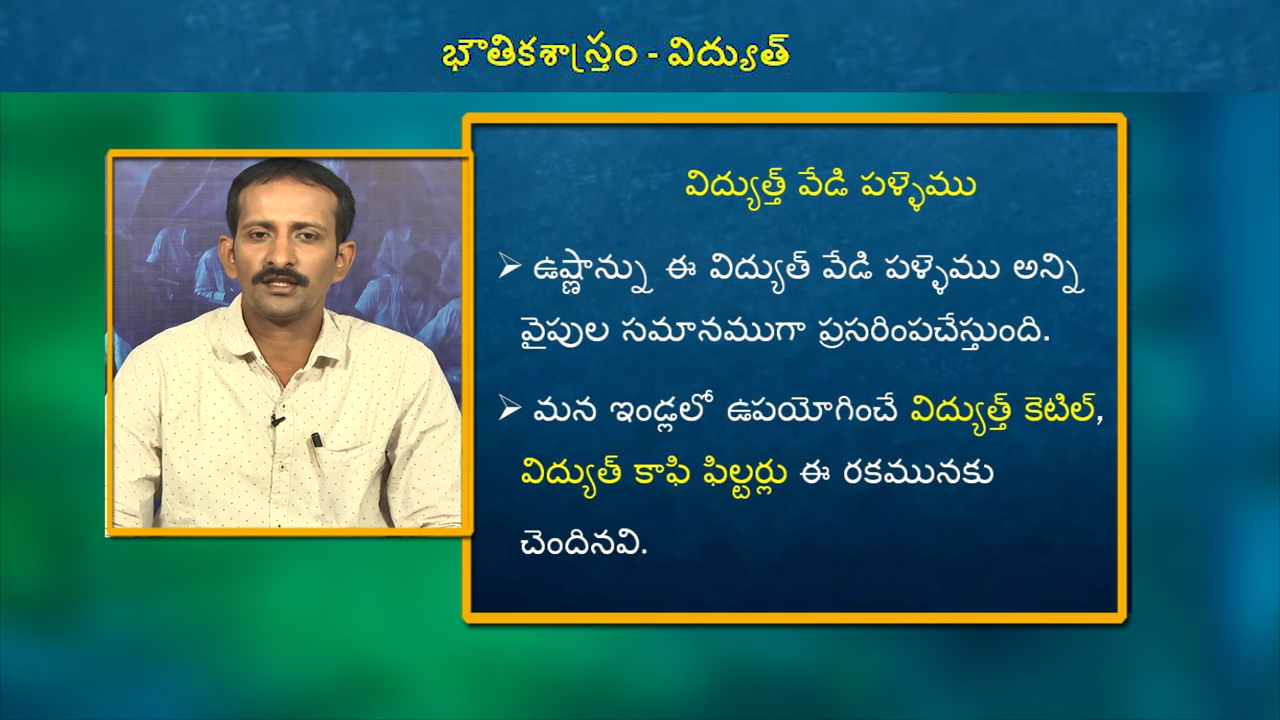 భౌతికశాస్త్రం - విద్యుత్
విద్యుత్త్ వేడి పళ్ళెము
ఉష్ణాన్ను ఈ విద్యుత్ వేడి పళ్ళెము అన్ని
వైపుల సమానముగా ప్రసరింపచేస్తుంది.
మన ఇండ్లలో ఉపయోగించే విద్యుత్త్ కెటిల్,
విద్యుత్ కాఫి ఫిల్టర్లు ఈ రకమునకు
చెందినవి.